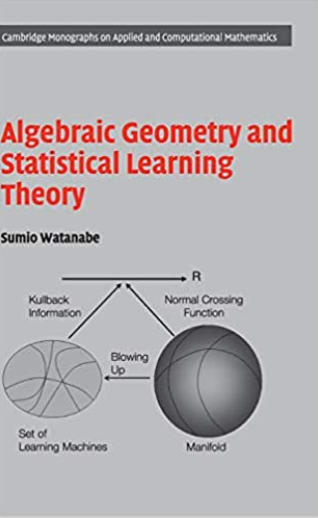 Cambridge Monographs on Applied and Computational Mathematics
Algebraic Geometry and
Statistical Learning
Theory
Sumio Watanabe
R
Kullback
Information
Normal Crossing
Function
Blowing
Up
Set of
Learning Machines
Manifold